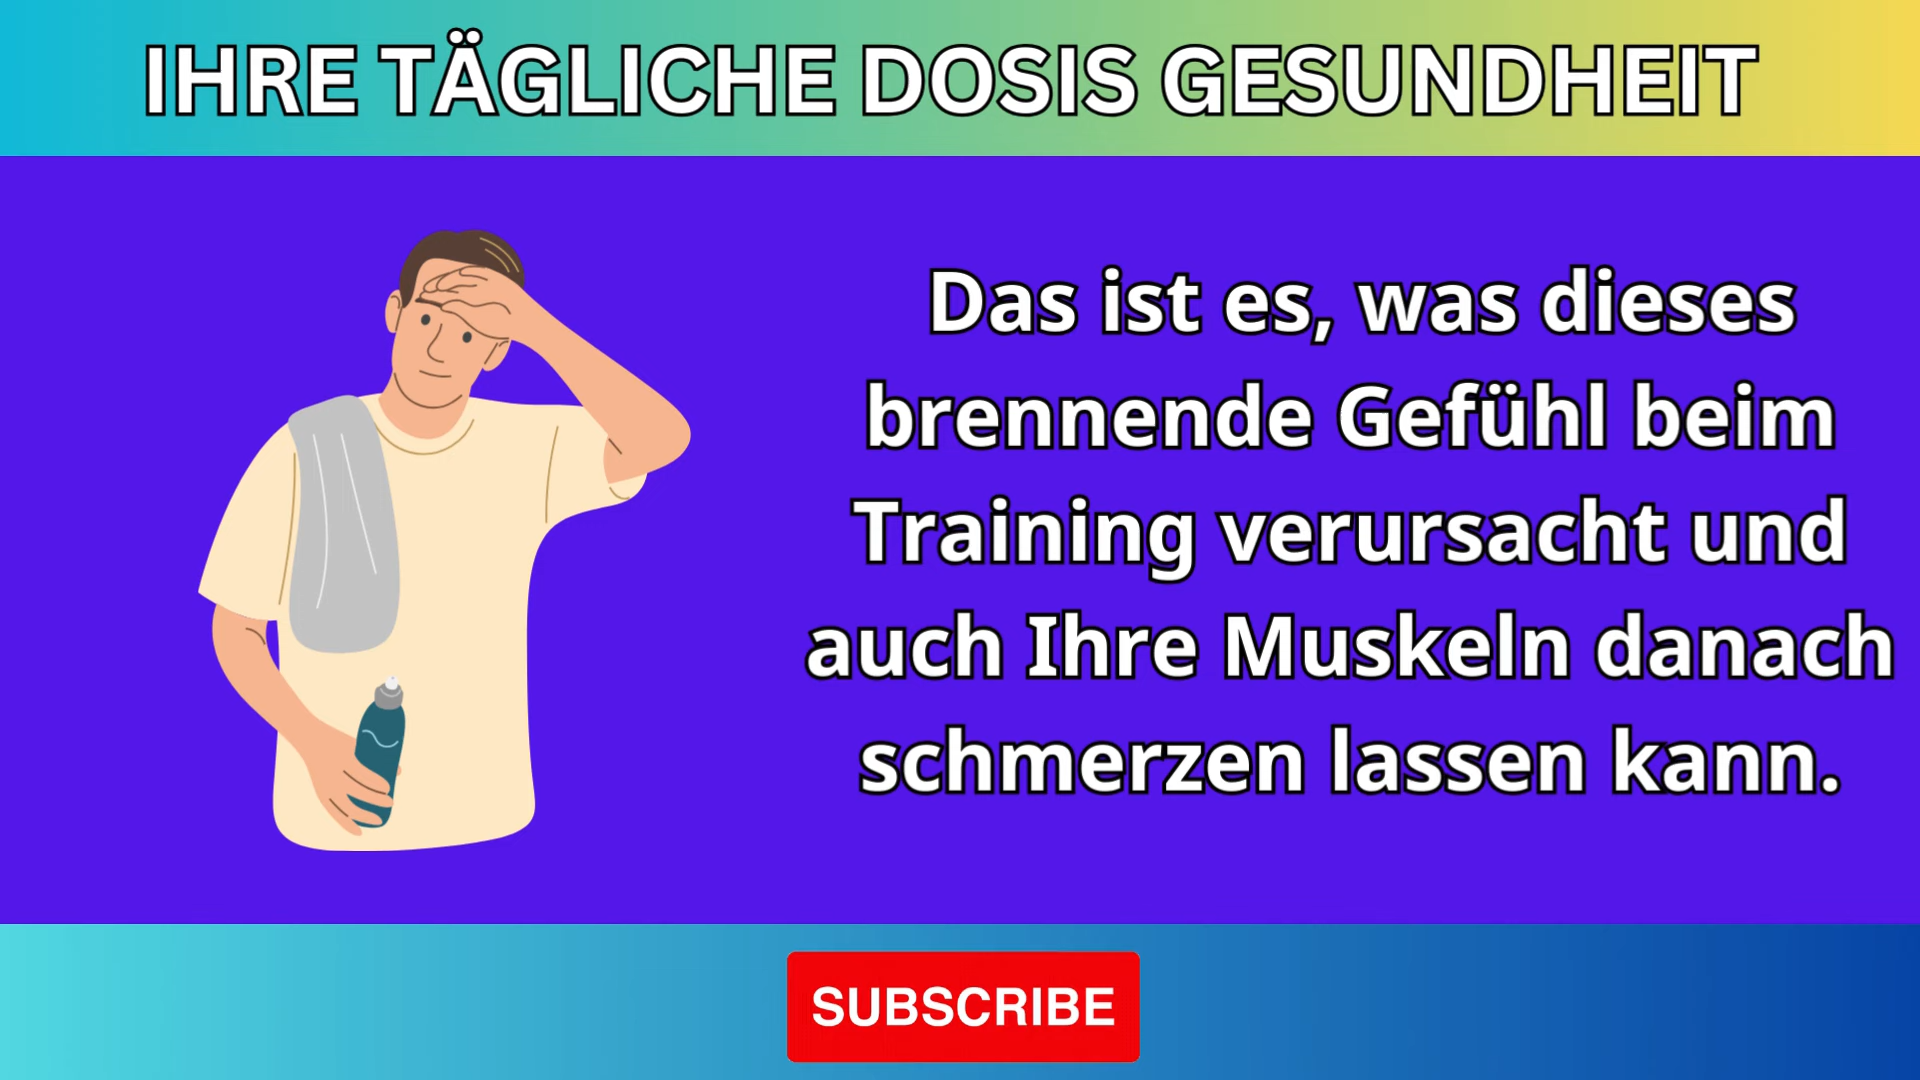 IHRE TÄGLICHE DOSIS GESUNDHEIT
Das ist es, was dieses
brennende Gefühl beim
Training verursacht und
auch Ihre Muskeln danach
schmerzen lassen kann.
SUBSCRIBE